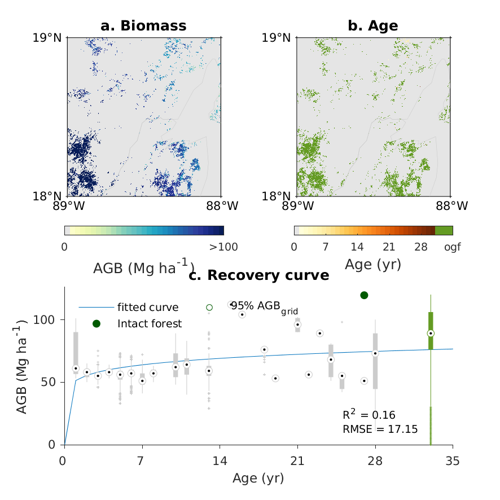 a. Biomass
b. Age
19°N
18°N
89°W
88°W
0
>100
AGB (Mg ha-1)
19°N
18°N
89°W
88°W
0
7
14
21
28
ogf
Age (yr)
c. Recovery curve
fitted curve
95% AGBgrid
Intact forest
R2 = 0.16
RMSE = 17.15
100
50
0
AGB (Mg ha-1)
0
7
14
21
28
35
Age (yr)